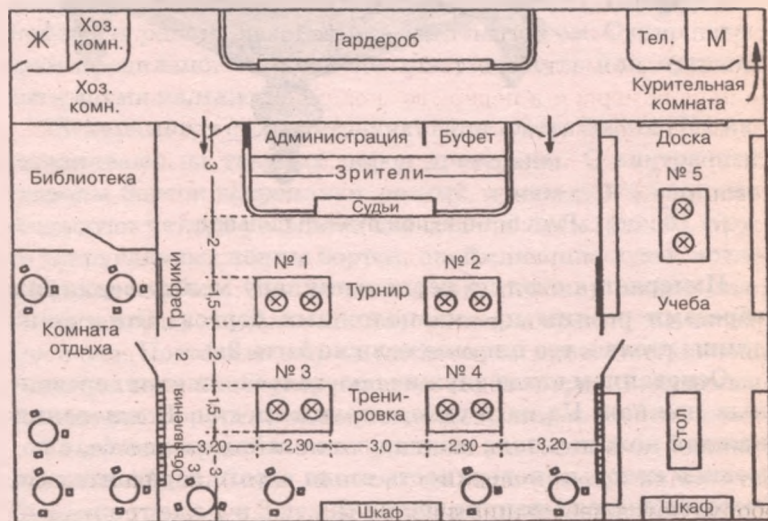 Ж
Хоз.
комн.
Гардероб
Тел. М
Хоз.
комн.
Курительная
комната
Администрация
Буфет
Доска
Библиотека
3
Зрители
№ 5
Судьи
2
№ 1
№ 2
Графики
1,5
Турнир
Учеба
Комната
отдыха
2
2
№ 3
№ 4
Объявления
1,5
Трени-
ровка
Стол
3,20
2,30
3,0
2,30
3,20
3
3
Шкаф
Шкаф